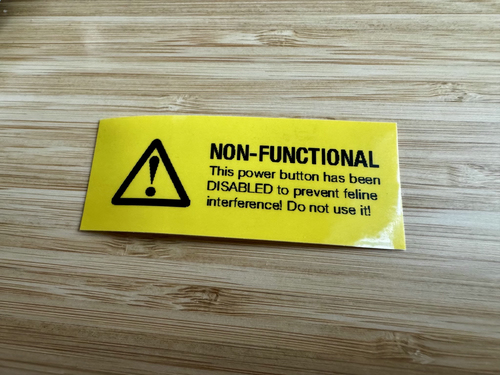 NON-FUNCTIONAL
This power button has been
DISABLED to prevent feline
interference! Do not use it!